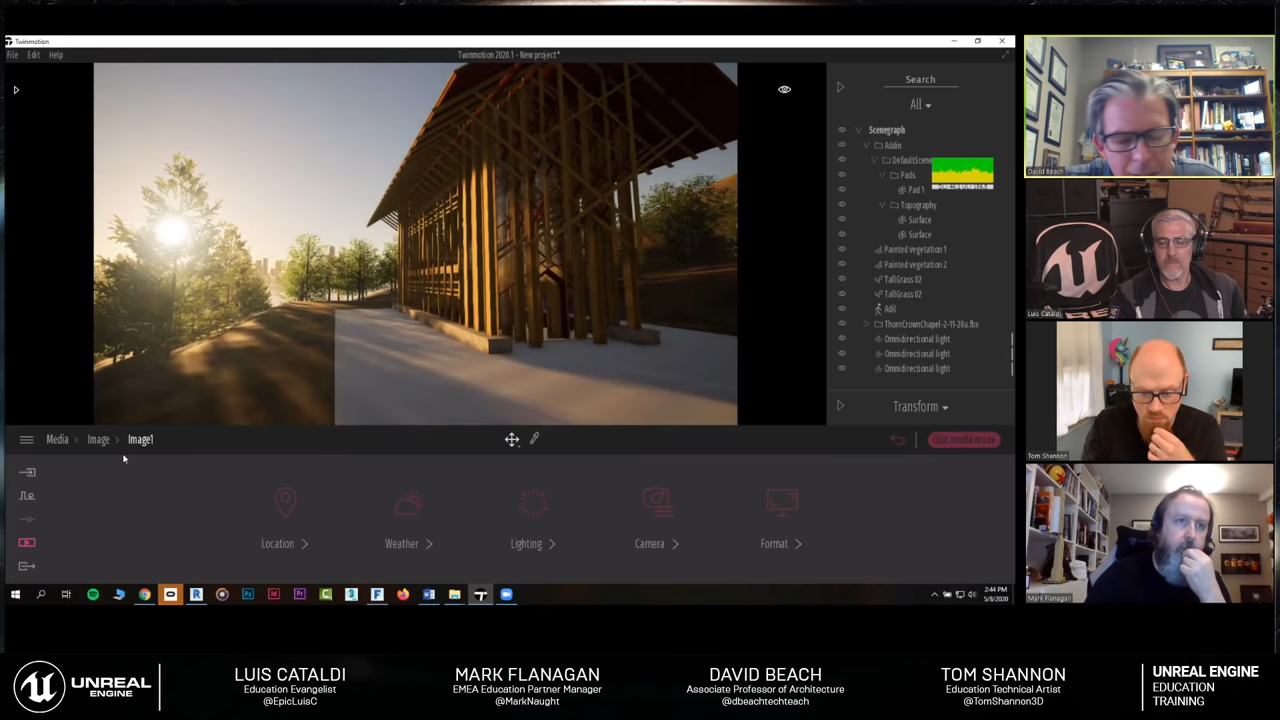 Twinmotion
File Edit Help
Twinmotion 2020.1 - New project*
Search
All
Scenegraph
Addin
DefaultScene
Pads
Pad 1
Topography
Surface
Surface
Painted vegetation 1
Painted vegetation 2
TallGrass 02
TallGrass 02
Adil
ThornCrownChapel-2-11-20a.fbx
Omnidirectional light
Omnidirectional light
Omnidirectional light
Transform
Media > Image > Image1
Quit media mode
Location
Weather
Lighting
Camera
Format
2:44 PM
5/8/2020
David Beach
Luis Cataldi
Tom Shannon
Mark Flanagan
UNREAL
ENGINE
LUIS CATALDI
Education Evangelist
@EpicLuisC
MARK FLANAGAN
EMEA Education Partner Manager
@MarkNaught
DAVID BEACH
Associate Professor of Architecture
@dbeachtechteach
TOM SHANNON
Education Technical Artist
@TomShannon3D
UNREAL ENGINE
EDUCATION
TRAINING